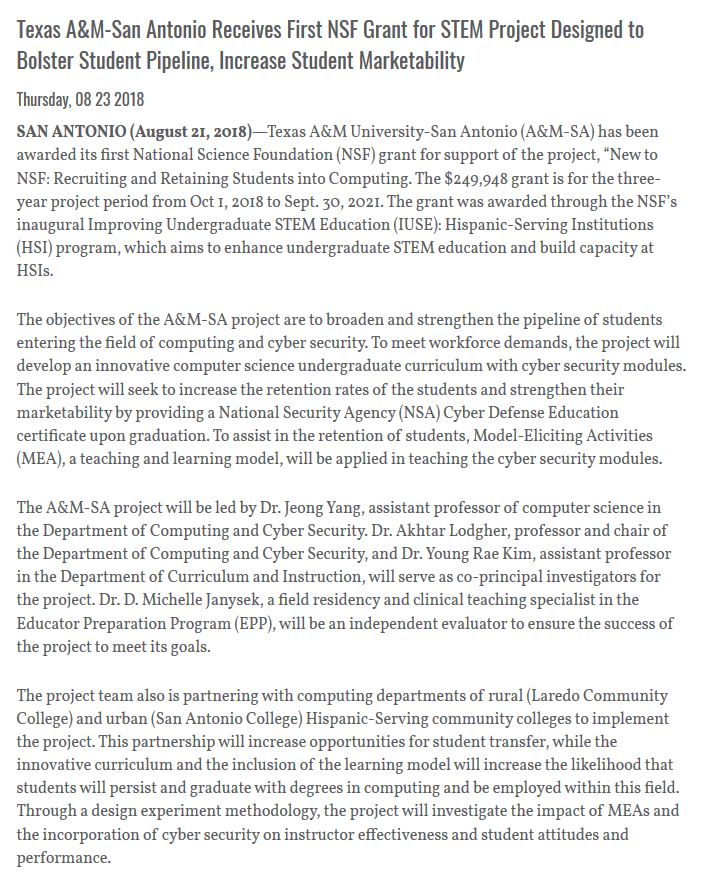 Texas A&M-San Antonio Receives First NSF Grant for STEM Project Designed to
Bolster Student Pipeline, Increase Student Marketability
Thursday, 08 23 2018
SAN ANTONIO (August 21, 2018)—Texas A&M University-San Antonio (A&M-SA) has been
awarded its first National Science Foundation (NSF) grant for support of the project, “New to
NSF: Recruiting and Retaining Students into Computing. The $249,948 grant is for the three-
year project period from Oct 1, 2018 to Sept. 30, 2021. The grant was awarded through the NSF’s
inaugural Improving Undergraduate STEM Education (IUSE): Hispanic-Serving Institutions
(HSI) program, which aims to enhance undergraduate STEM education and build capacity at
HSIs.
The objectives of the A&M-SA project are to broaden and strengthen the pipeline of students
entering the field of computing and cyber security. To meet workforce demands, the project will
develop an innovative computer science undergraduate curriculum with cyber security modules.
The project will seek to increase the retention rates of the students and strengthen their
marketability by providing a National Security Agency (NSA) Cyber Defense Education
certificate upon graduation. To assist in the retention of students, Model-Eliciting Activities
(MEA), a teaching and learning model, will be applied in teaching the cyber security modules.
The A&M-SA project will be led by Dr. Jeong Yang, assistant professor of computer science in
the Department of Computing and Cyber Security. Dr. Akhtar Lodgher, professor and chair of
the Department of Computing and Cyber Security, and Dr. Young Rae Kim, assistant professor
in the Department of Curriculum and Instruction, will serve as co-principal investigators for
the project. Dr. D. Michelle Janysek, a field residency and clinical teaching specialist in the
Educator Preparation Program (EPP), will be an independent evaluator to ensure the success of
the project to meet its goals.
The project team also is partnering with computing departments of rural (Laredo Community
College) and urban (San Antonio College) Hispanic-Serving community colleges to implement
the project. This partnership will increase opportunities for student transfer, while the
innovative curriculum and the inclusion of the learning model will increase the likelihood that
students will persist and graduate with degrees in computing and be employed within this field.
Through a design experiment methodology, the project will investigate the impact of MEAs and
the incorporation of cyber security on instructor effectiveness and student attitudes and
performance.